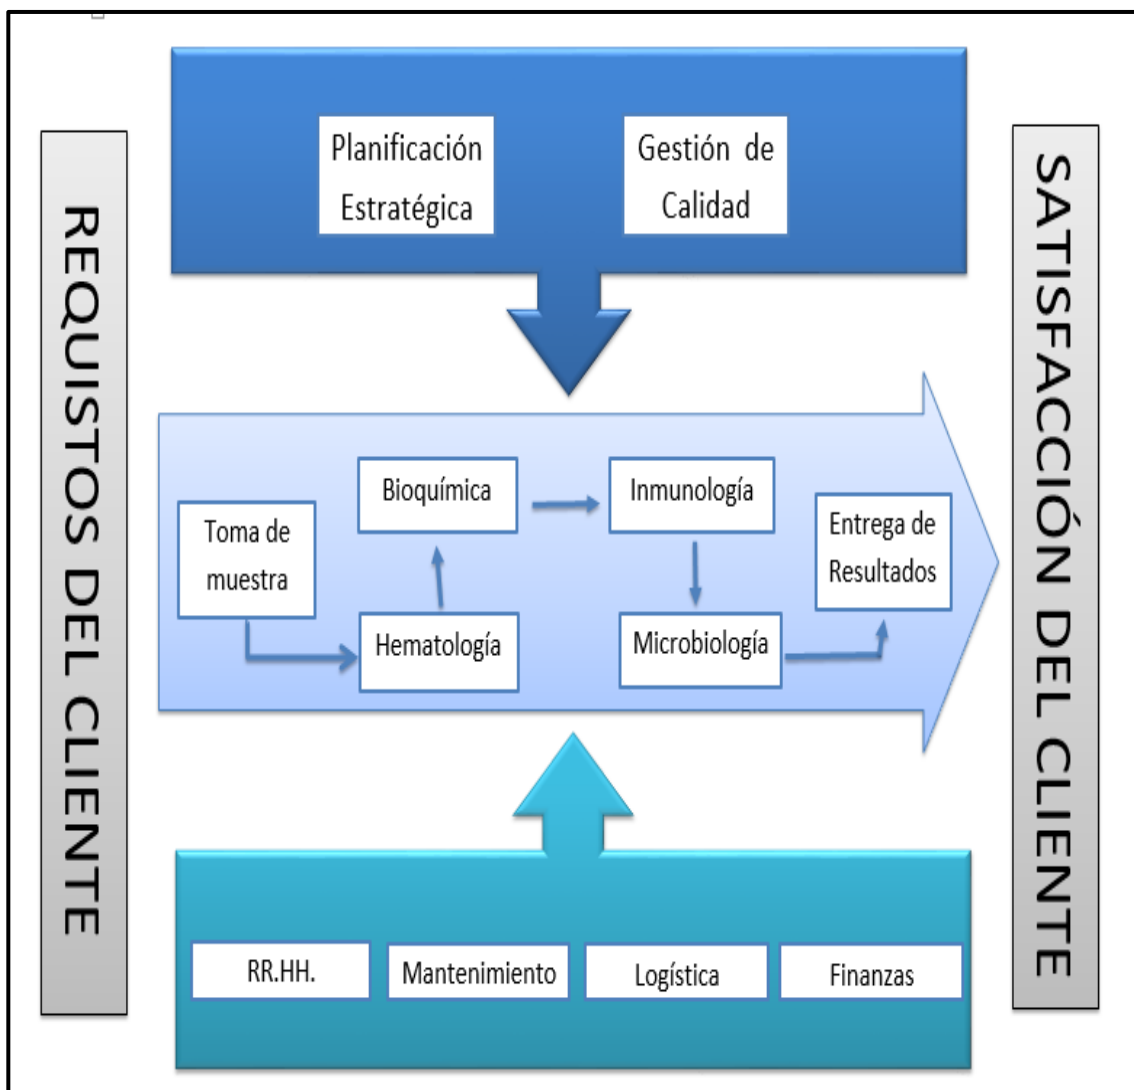 REQUISTOS DEL CLIENTE
Planificación
Estratégica
Gestión de
Calidad
Toma de
muestra
Hematología
Bioquímica
Inmunología
Microbiología
Entrega de
Resultados
RR.HH.
Mantenimiento
Logística
Finanzas
SATISFACCIÓN DEL CLIENTE